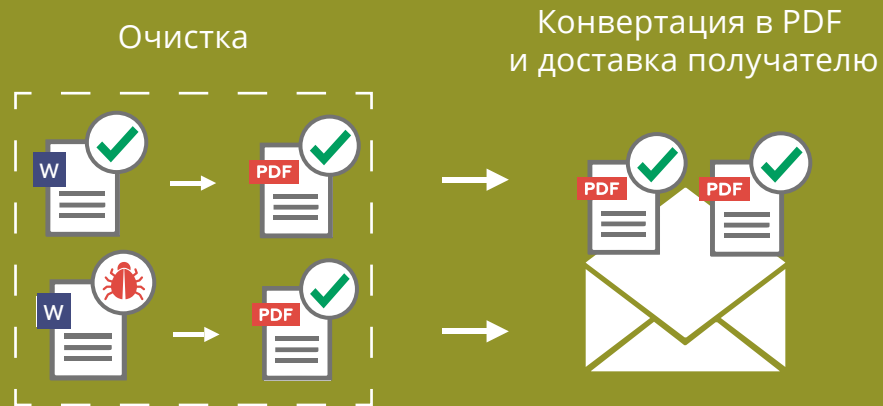 Очистка
Конвертация в PDF
и доставка получателю
W
PDF
PDF
PDF
W
PDF